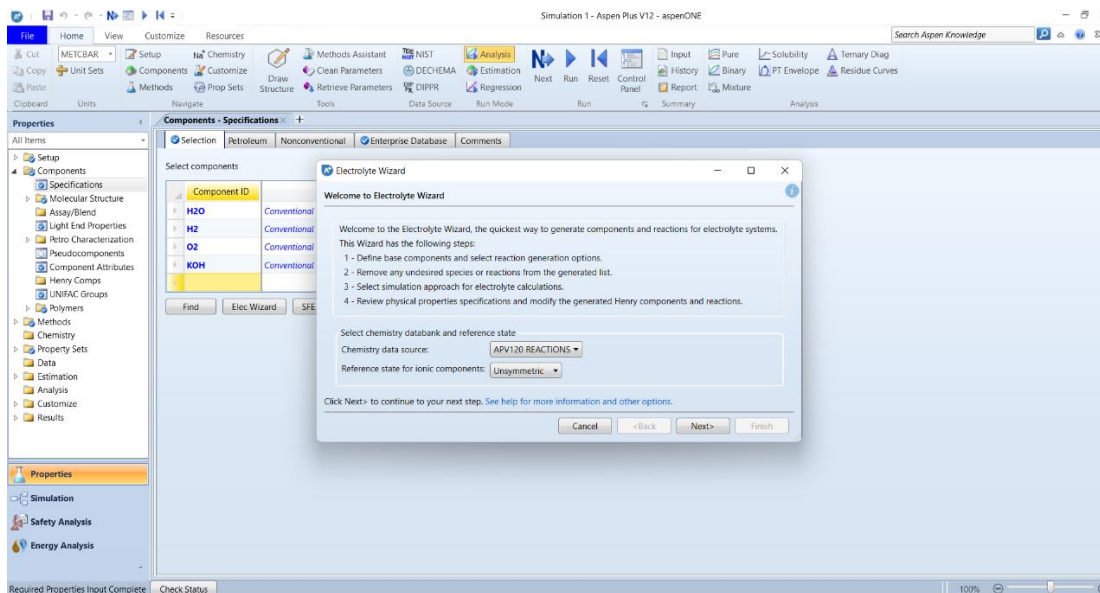 Simulation 1 - Aspen Plus V12 - aspenONE
File Home View Customize Resources Search Aspen Knowledge
Cut METCBAR Setup Na+ Chemistry Methods Assistant NIST Analysis Input Pure Solubility Ternary Diag
Copy Unit Sets Components Customize Draw Structure Clean Parameters DECHEMA Estimation Next Run Reset Control Panel History Binary PT Envelope Residue Curves
Paste Methods Prop Sets Retrieve Parameters DIPPR Regression Report Mixture
Clipboard Units Navigate Tools Data Source Run Mode Run Summary Analysis
Properties
Components - Specifications × +
All Items
Selection Petroleum Nonconventional Enterprise Database Comments
Setup
Components
Specifications
Molecular Structure
Assay/Blend
Light End Properties
Petro Characterization
Pseudocomponents
Component Attributes
Henry Comps
UNIFAC Groups
Polymers
Methods
Chemistry
Property Sets
Data
Estimation
Analysis
Customize
Results
Properties
Simulation
Safety Analysis
Energy Analysis
Select components
Component ID
H2O Conventional
H2 Conventional
O2 Conventional
KOH Conventional
Find Elec Wizard SFE
Electrolyte Wizard
Welcome to Electrolyte Wizard
Welcome to the Electrolyte Wizard, the quickest way to generate components and reactions for electrolyte systems.
This Wizard has the following steps:
1 - Define base components and select reaction generation options.
2 - Remove any undesired species or reactions from the generated list.
3 - Select simulation approach for electrolyte calculations.
4 - Review physical properties specifications and modify the generated Henry components and reactions.
Select chemistry databank and reference state
Chemistry data source: APV120 REACTIONS
Reference state for ionic components: Unsymmetric
Click Next> to continue to your next step. See help for more information and other options.
Cancel <Back Next> Finish
Required Properties Input Complete Check Status 100%